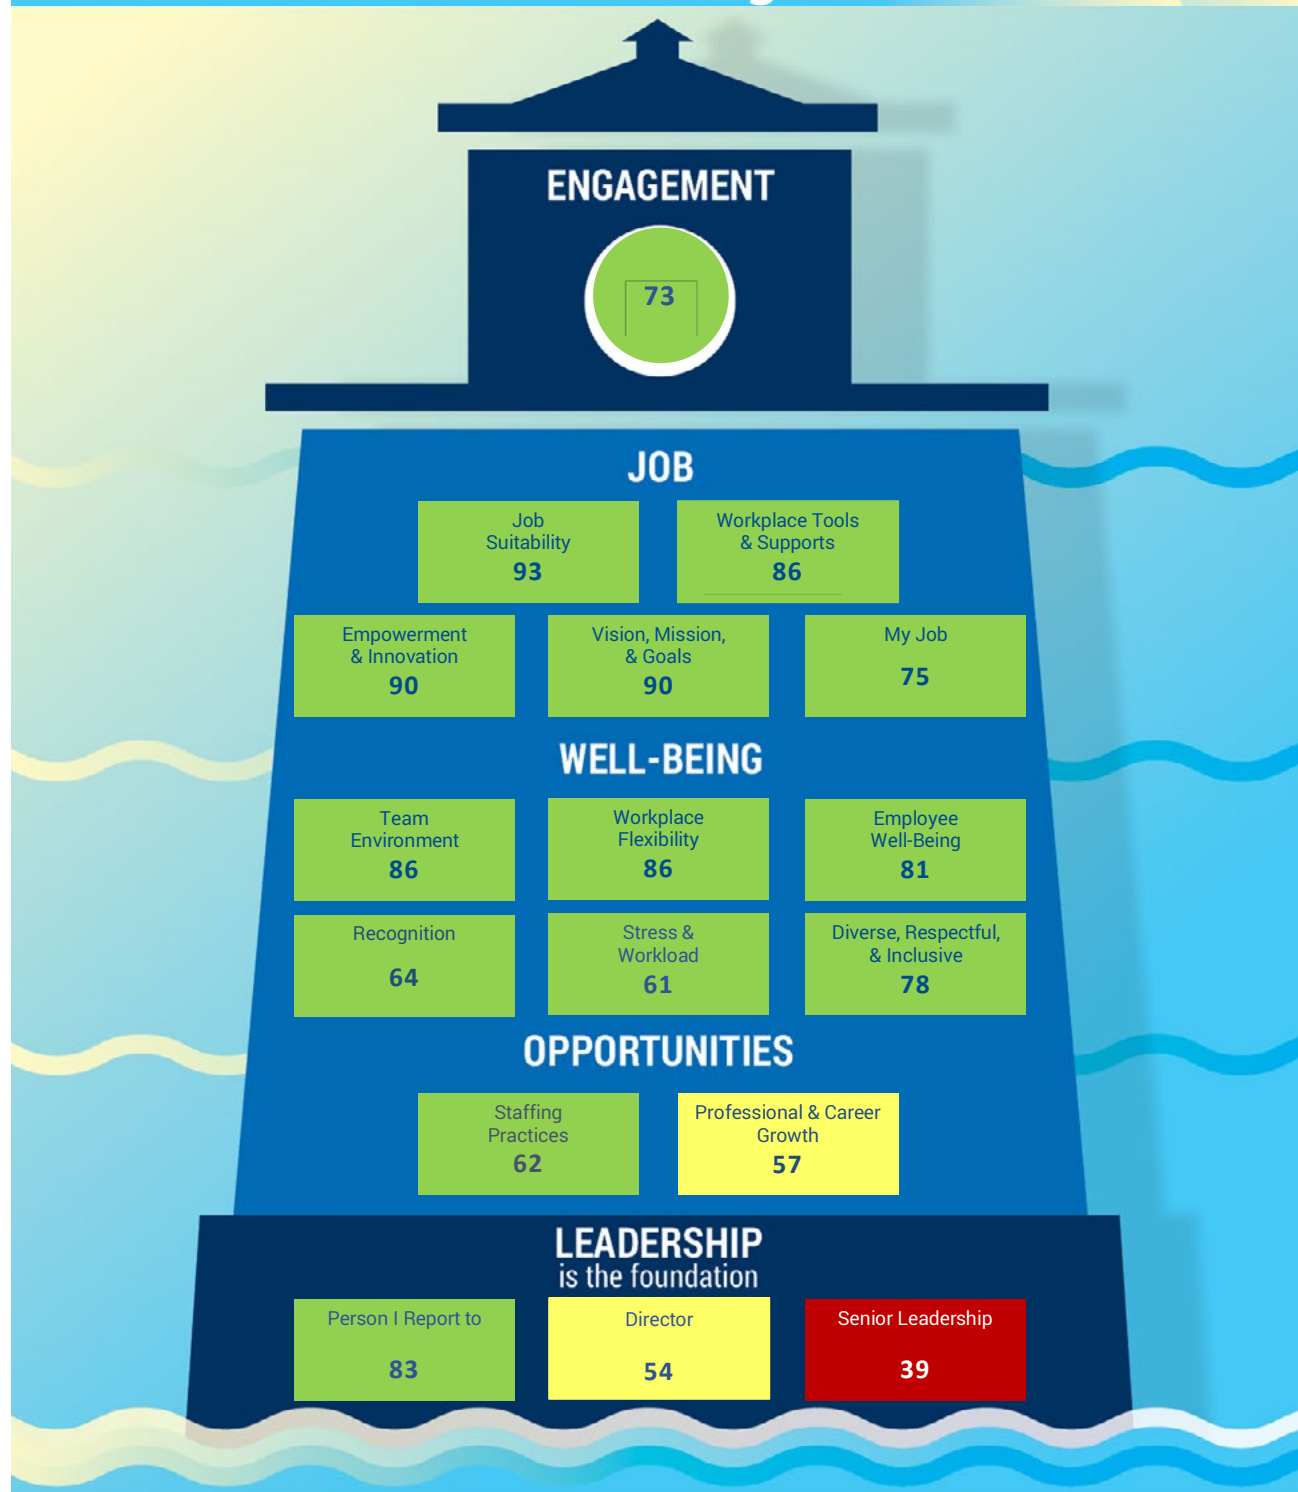 ENGAGEMENT
73
JOB
Job
Suitability
93
Workplace Tools
& Supports
86
Empowerment
& Innovation
90
Vision, Mission,
& Goals
90
My Job
75
WELL-BEING
Team
Environment
86
Workplace
Flexibility
86
Employee
Well-Being
81
Recognition
64
Stress &
Workload
61
Diverse, Respectful,
& Inclusive
78
OPPORTUNITIES
Staffing
Practices
62
Professional & Career
Growth
57
LEADERSHIP
is the foundation
Person I Report to
83
Director
54
Senior Leadership
39